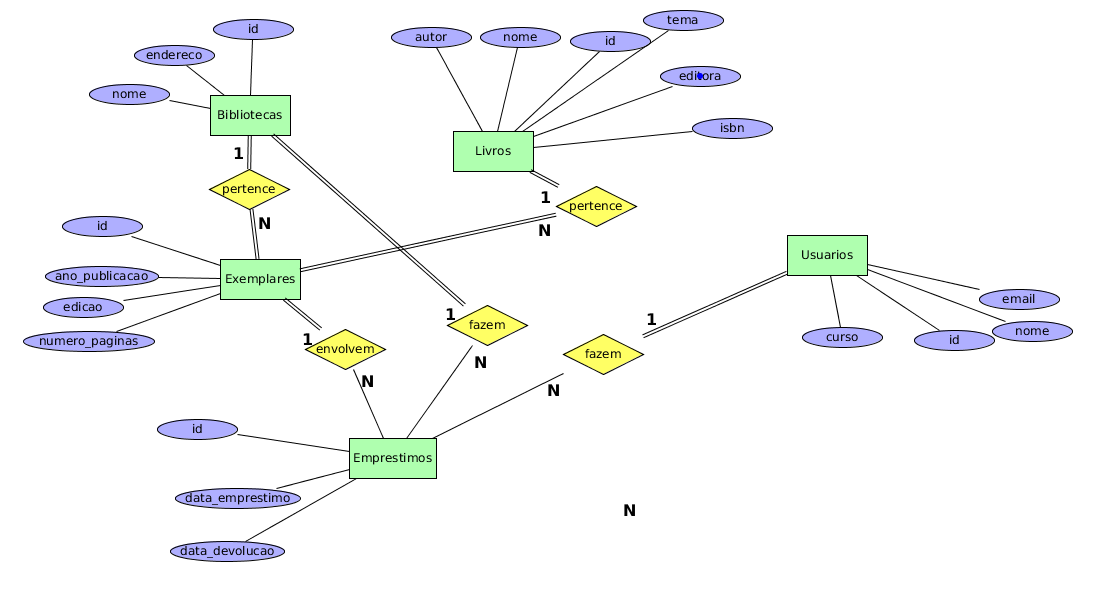 id
tema
autor
nome
id
endereco
editora
nome
Bibliotecas
isbn
Livros
1
pertence
1
pertence
N
N
id
Usuarios
ano_publicacao
Exemplares
email
edicao
1
fazem
1
nome
numero_paginas
1
envolvem
curso
id
fazem
N
N
N
id
Emprestimos
data_emprestimo
N
data_devolucao